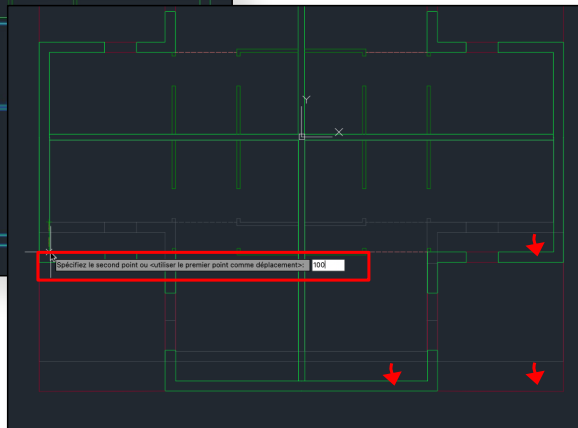 Y
X
Spécifiez le second point ou <utiliser le premier point comme déplacement>: 100